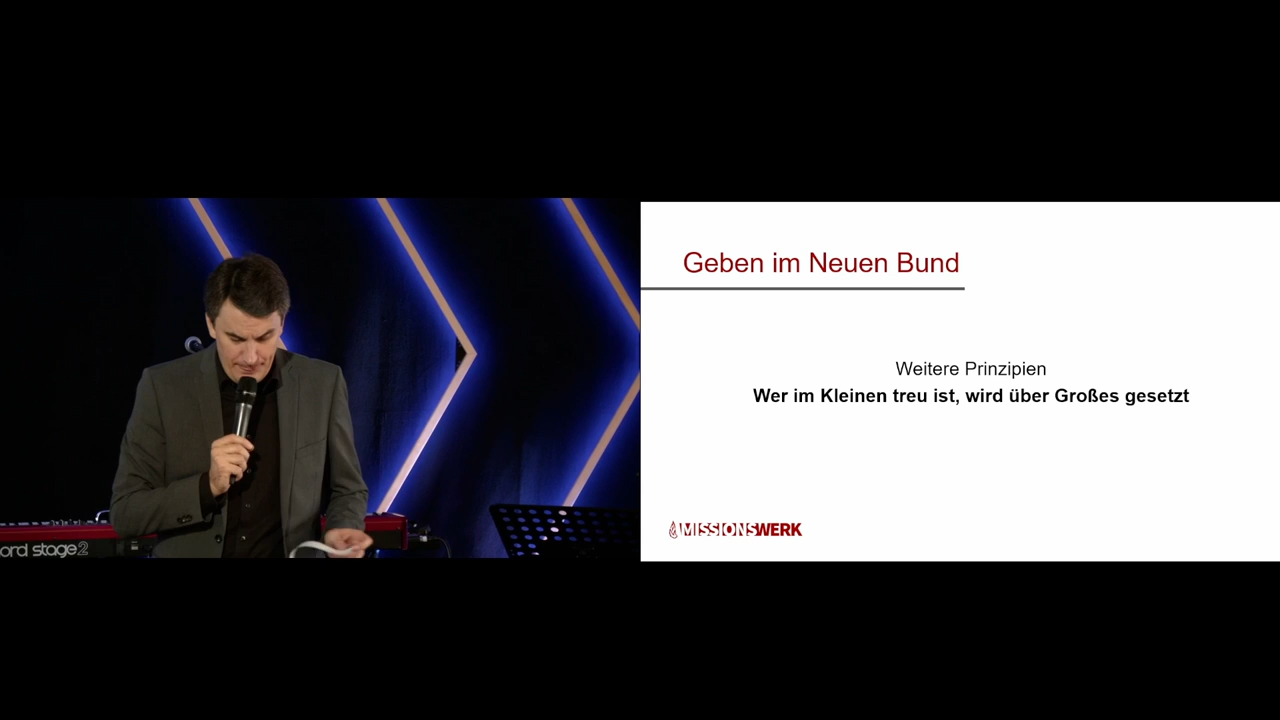 Geben im Neuen Bund
Weitere Prinzipien
Wer im Kleinen treu ist, wird über Großes gesetzt
MISSIONSWERK
ord stage2